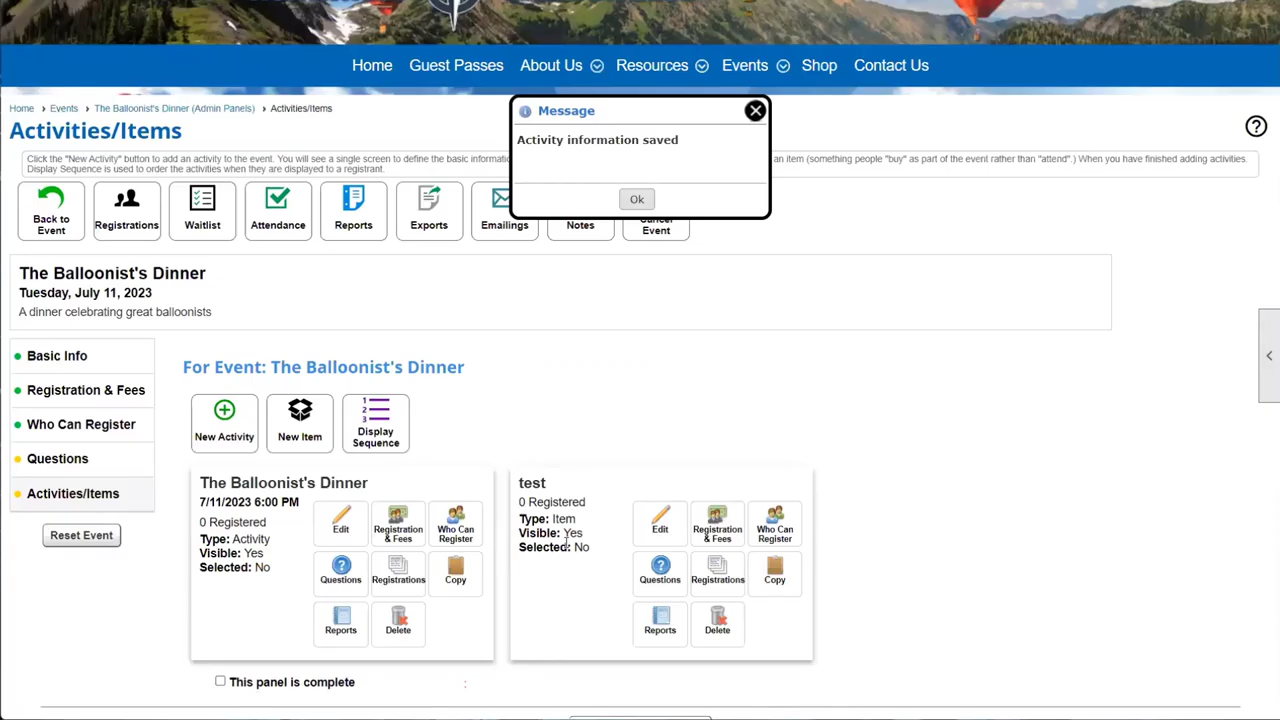 Home Guest Passes About Us Resources Events Shop Contact Us
Home Events The Balloonist's Dinner (Admin Panels) Activities/Items
Activities/Items
Message
Activity information saved
Ok
Click the "New Activity" button to add an activity to the event. You will see a single screen to define the basic informatio
an item (something people "buy" as part of the event rather than "attend".) When you have finished adding activities.
Display Sequence is used to order the activities when they are displayed to a registrant.
Back to Event
Registrations
Waitlist
Attendance
Reports
Exports
Emailings
Notes
Cancel Event
The Balloonist's Dinner
Tuesday, July 11, 2023
A dinner celebrating great balloonists
Basic Info
Registration & Fees
Who Can Register
Questions
Activities/Items
Reset Event
For Event: The Balloonist's Dinner
New Activity
New Item
1
2
3
Display Sequence
The Balloonist's Dinner
7/11/2023 6:00 PM
0 Registered
Type: Activity
Visible: Yes
Selected: No
Edit
Registration & Fees
Who Can Register
Questions
Registrations
Copy
Reports
Delete
test
0 Registered
Type: Item
Visible: Yes
Selected: No
Edit
Registration & Fees
Who Can Register
Questions
Registrations
Copy
Reports
Delete
This panel is complete
: